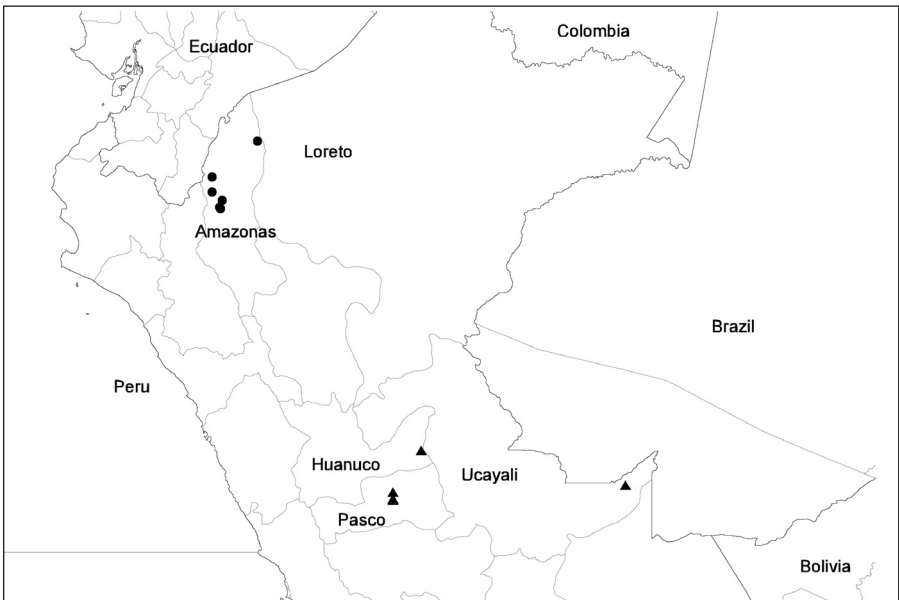 Colombia
Ecuador
Loreto
Amazonas
Brazil
Peru
Huanuco
Ucayali
Pasco
Bolivia